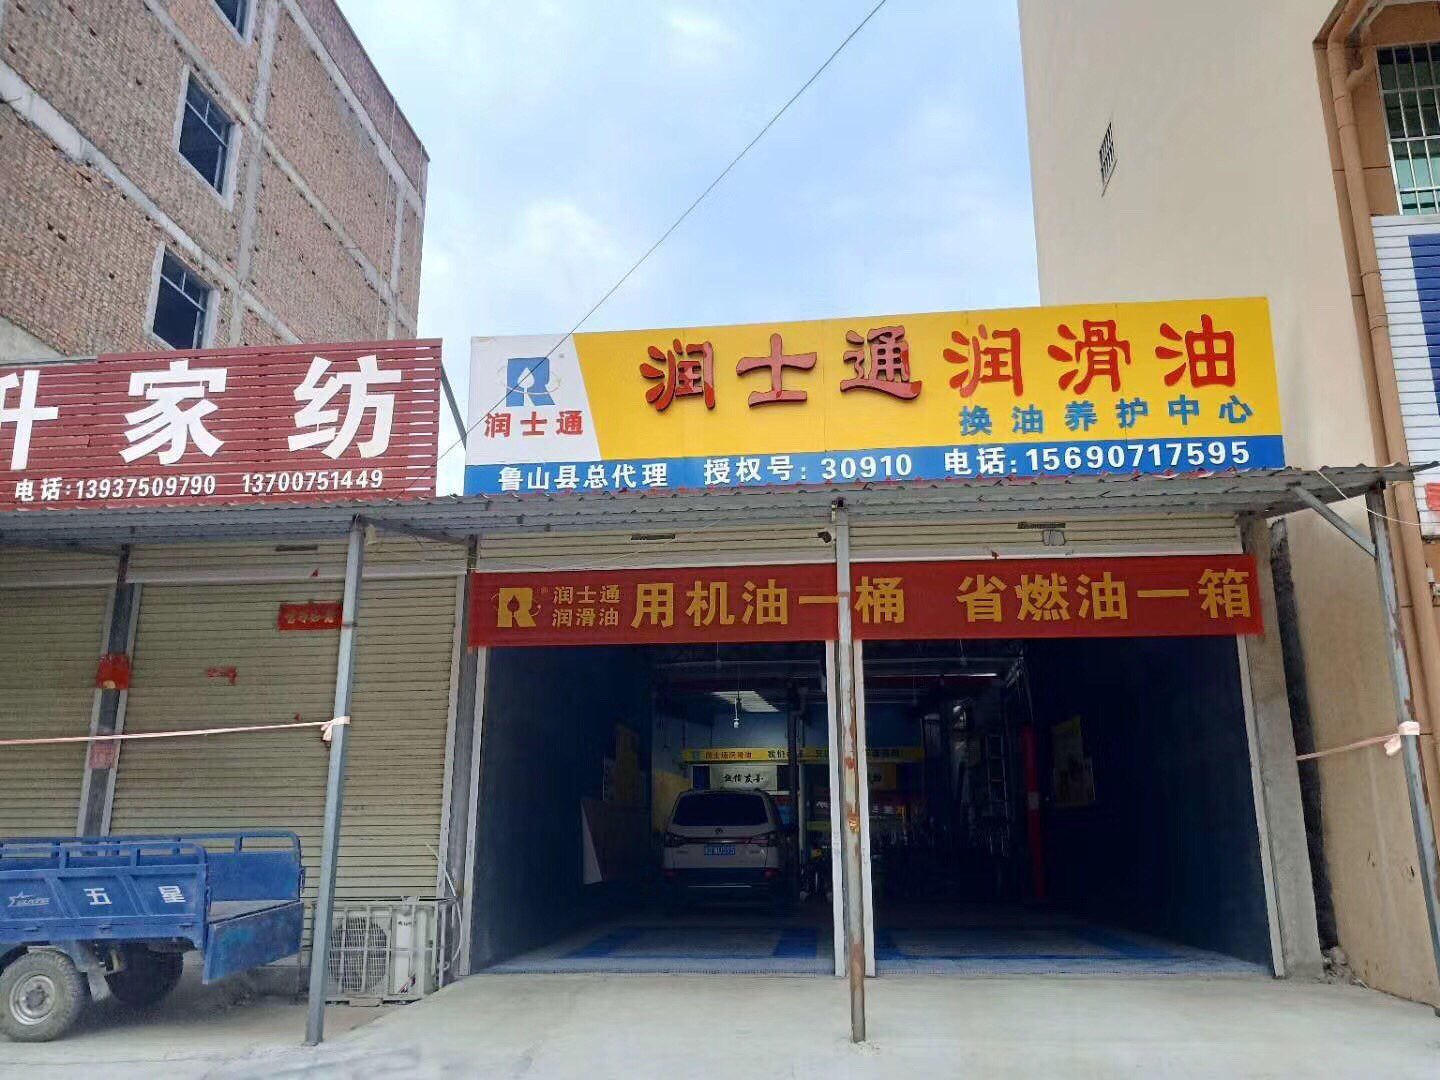 升家纺
电话:13937509790 13700751449
润士通
润士通润滑油
换油养护中心
鲁山县总代理 授权号:30910 电话:15690717595
润士通
润滑油
用机油一桶 省燃油一箱
五星